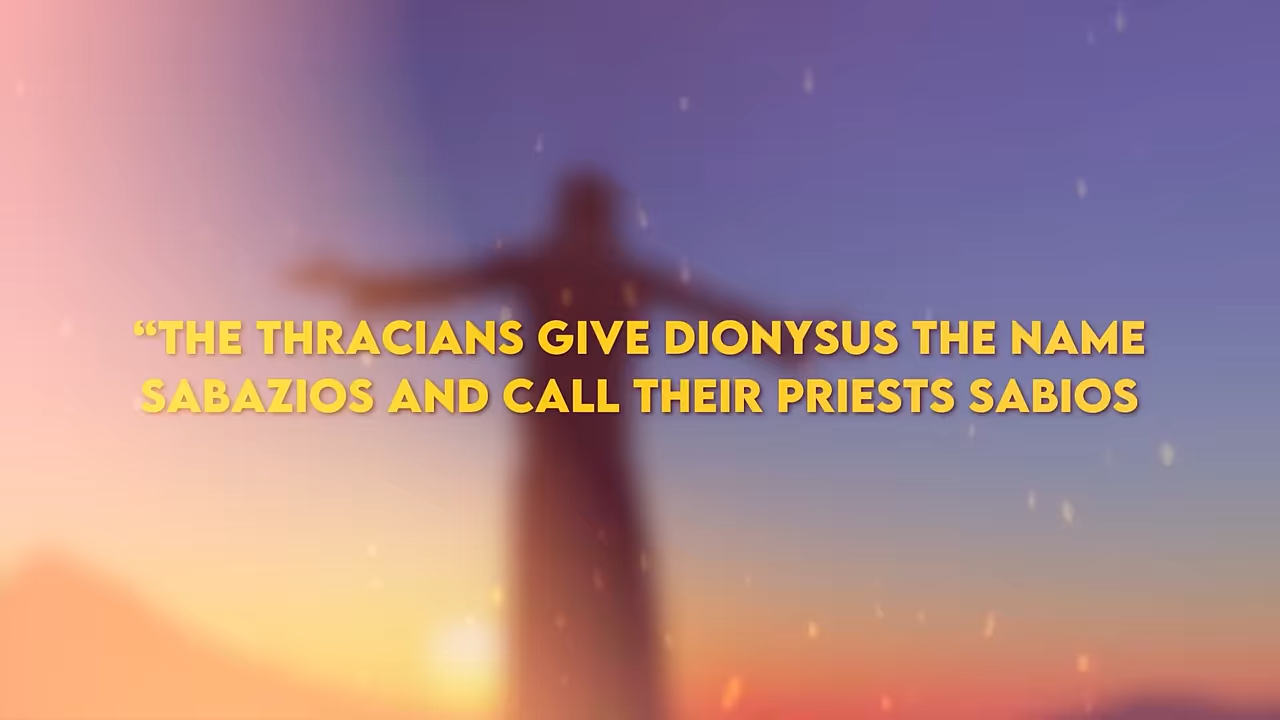 “THE THRACIANS GIVE DIONYSUS THE NAME
SABAZIOS AND CALL THEIR PRIESTS SABIOS